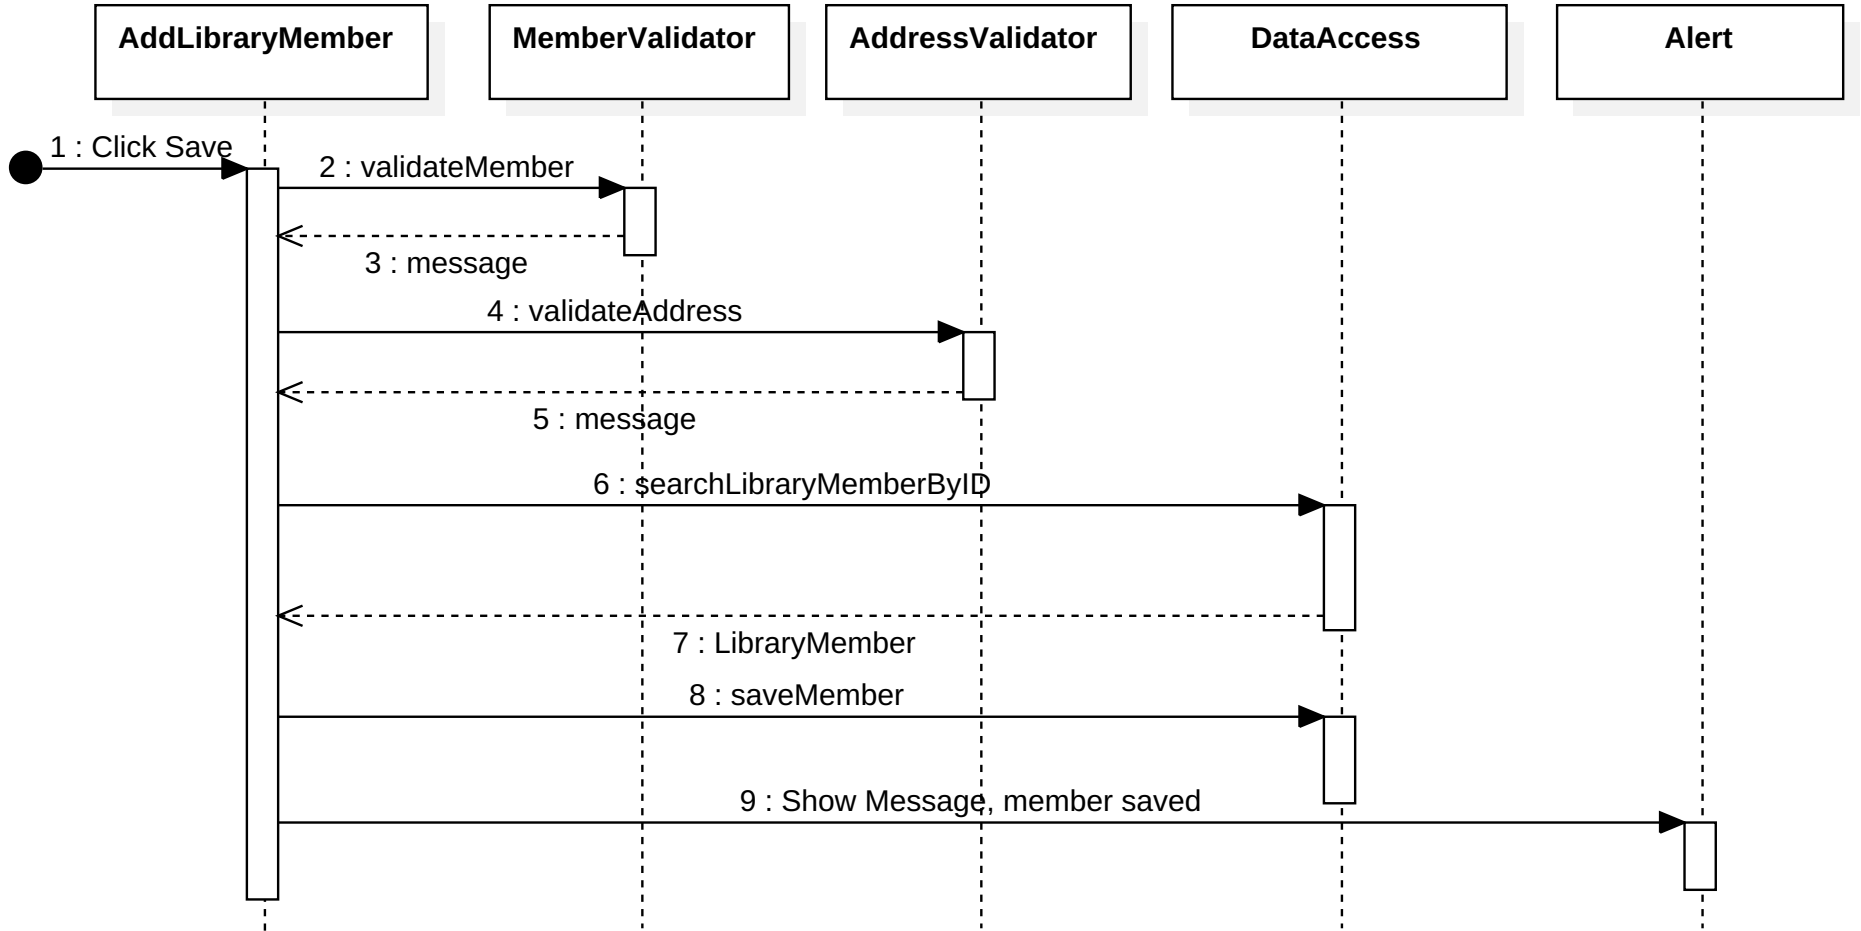 AddLibraryMember
MemberValidator
AddressValidator
DataAccess
Alert
1 : Click Save
2 : validateMember
3 : message
4 : validateAddress
5 : message
6 : searchLibraryMemberByID
7 : LibraryMember
8 : saveMember
9 : Show Message, member saved